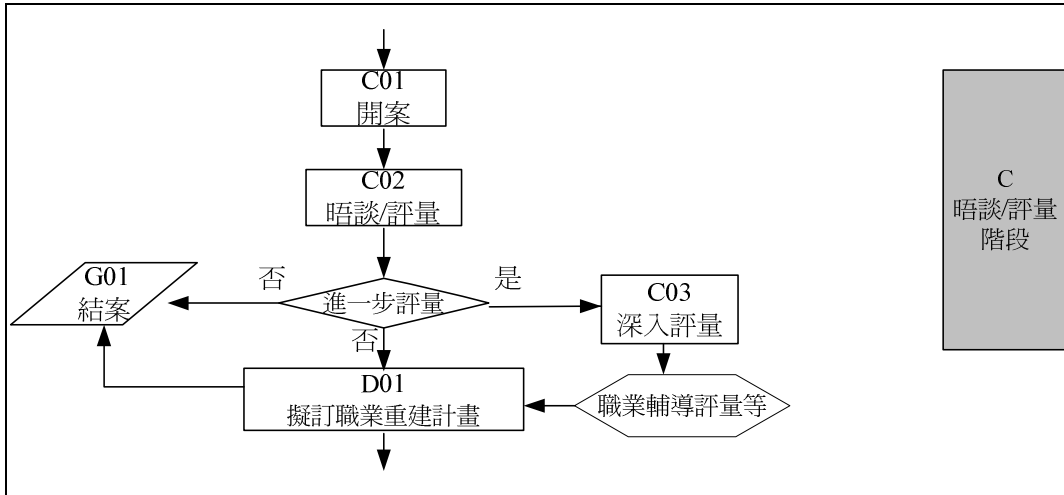 C01
開案
C02
晤談/評量
C
晤談/評量
階段
G01
結案
否
進一步評量
是
C03
深入評量
否
D01
擬訂職業重建計畫
職業輔導評量等